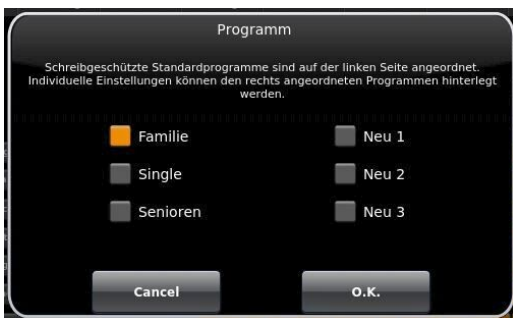 Programm
Schreibgeschützte Standardprogramme sind auf der linken Seite angeordnet.
Individuelle Einstellungen können den rechts angeordneten Programmen hinterlegt
werden.
Familie
Neu 1
Single
Neu 2
Senioren
Neu 3
Cancel
O.K.